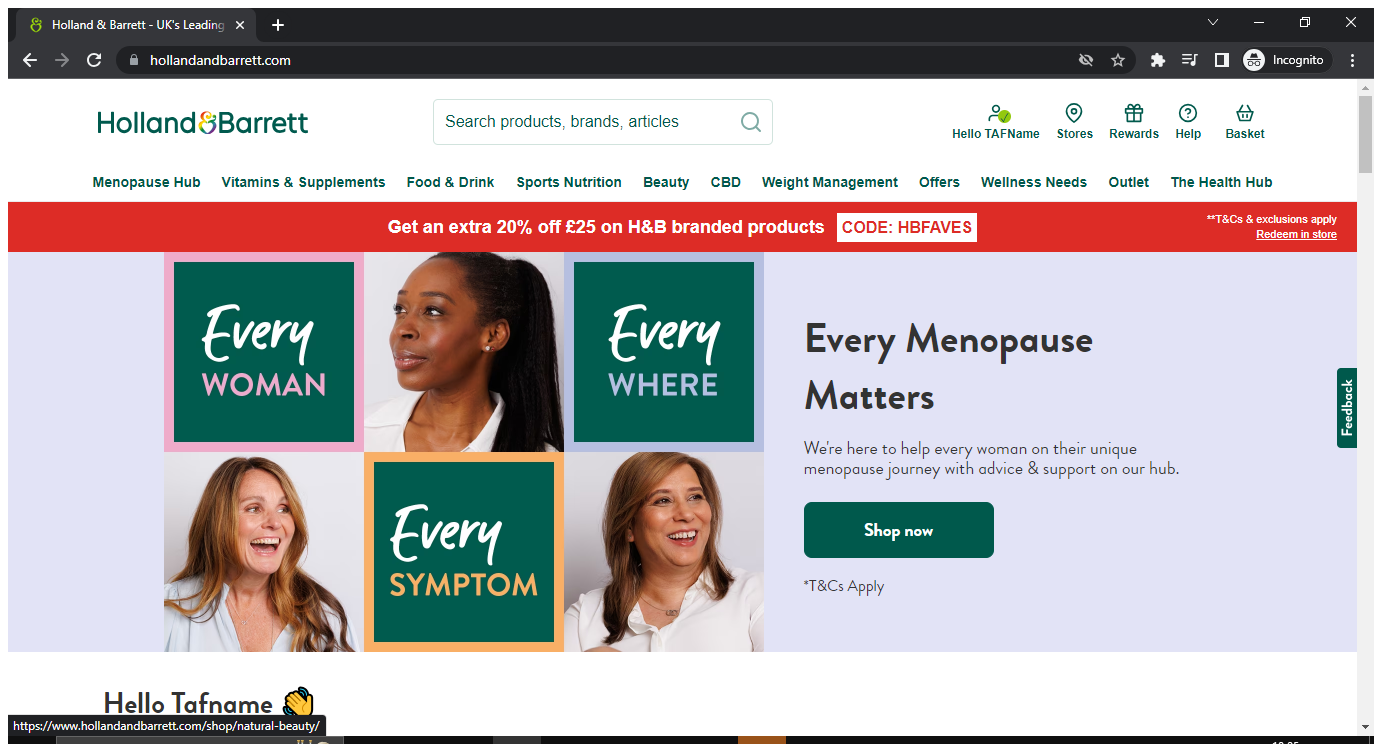 Holland & Barrett - UK's Leading
hollandandbarrett.com
Incognito
Holland&Barrett
Search products, brands, articles
Hello TAFName
Stores
Rewards
Help
Basket
Menopause Hub Vitamins & Supplements Food & Drink Sports Nutrition Beauty CBD Weight Management Offers Wellness Needs Outlet The Health Hub
Get an extra 20% off £25 on H&B branded products CODE: HBFAVES
**T&Cs & exclusions apply
Redeem in store
Every
WOMAN
Every
WHERE
Every
SYMPTOM
Every Menopause
Matters
We're here to help every woman on their unique
menopause journey with advice & support on our hub.
Shop now
*T&Cs Apply
Feedback
Hello Tafname
https://www.hollandandbarrett.com/shop/natural-beauty/